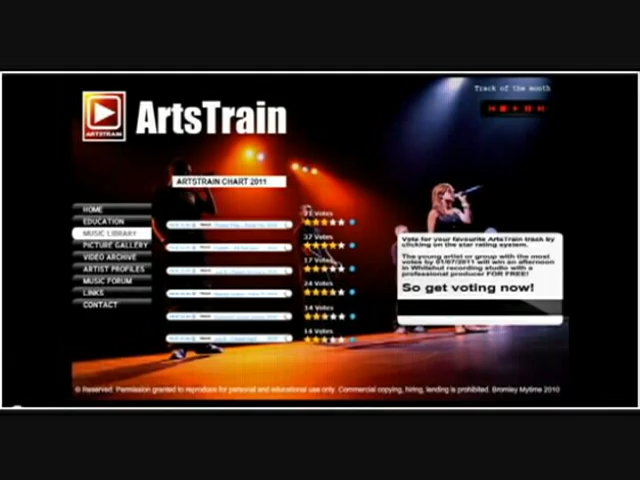 Track of the month
ARTSTRAIN
ArtsTrain
ARTSTRAIN CHART 2011
HOME
EDUCATION
MUSIC LIBRARY
PICTURE GALLERY
VIDEO ARCHIVE
ARTIST PROFILES
MUSIC FORUM
LINKS
CONTACT
Votes
37 Votes
17 Votes
24 Votes
14 Votes
14 Votes
Vote for your favourite ArtsTrain track by
clicking on the star rating system.
The young artist or group with the most
votes by 01/07/2011 will win an afternoon
in Whitehut recording studio with a
professional producer FOR FREE!
So get voting now!
© Reserved. Permission granted to reproduce for personal and educational use only. Commercial copying, hiring, lending is prohibited. Bromley Mytime 2010